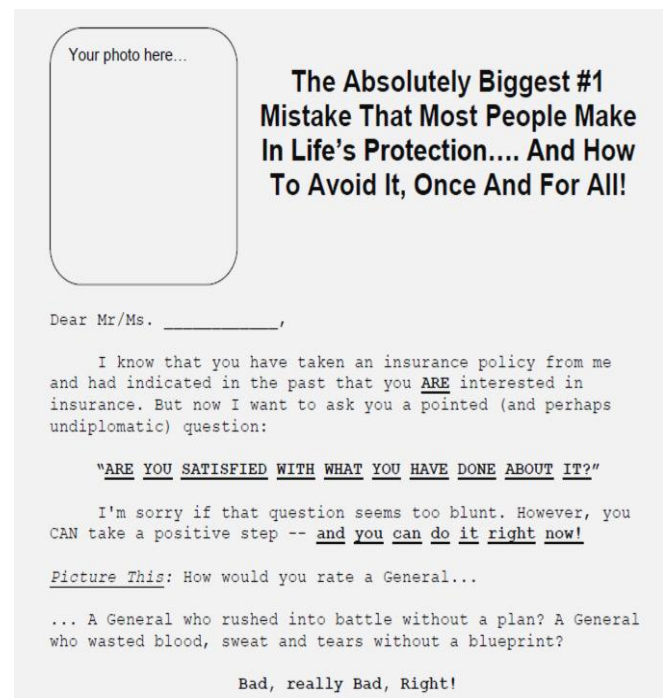 Your photo here...
The Absolutely Biggest #1
Mistake That Most People Make
In Life's Protection.... And How
To Avoid It, Once And For All!
Dear Mr/Ms. ____________,
I know that you have taken an insurance policy from me
and had indicated in the past that you ARE interested in
insurance. But now I want to ask you a pointed (and perhaps
undiplomatic) question:
"ARE YOU SATISFIED WITH WHAT YOU HAVE DONE ABOUT IT?"
I'm sorry if that question seems too blunt. However, you
CAN take a positive step -- and you can do it right now!
Picture This: How would you rate a General...
... A General who rushed into battle without a plan? A General
who wasted blood, sweat and tears without a blueprint?
Bad, really Bad, Right!